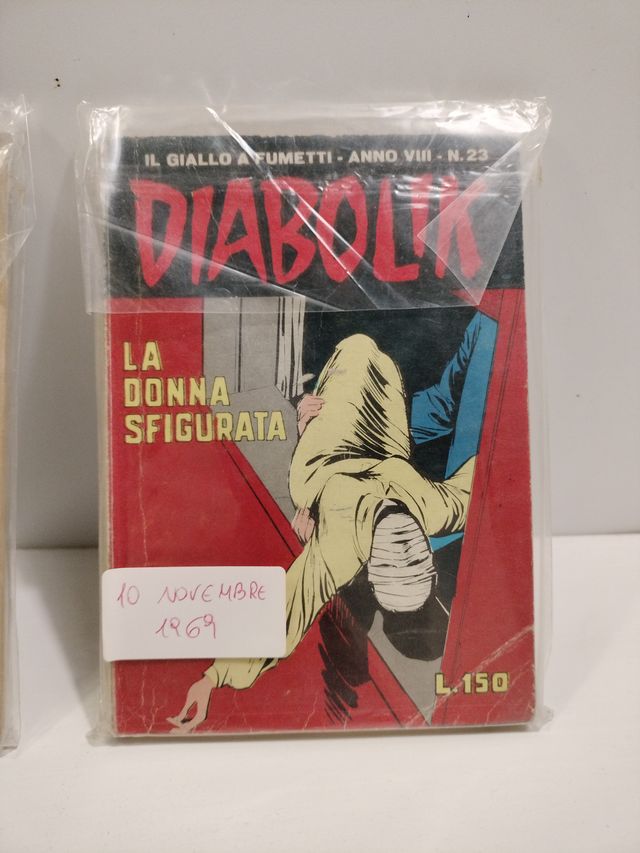 IL GIALLO A FUMETTI - ANNO VIII - N. 23
DIABOLIK
LA
DONNA
SFIGURATA
10 NOVEMBRE
1969
L. 150